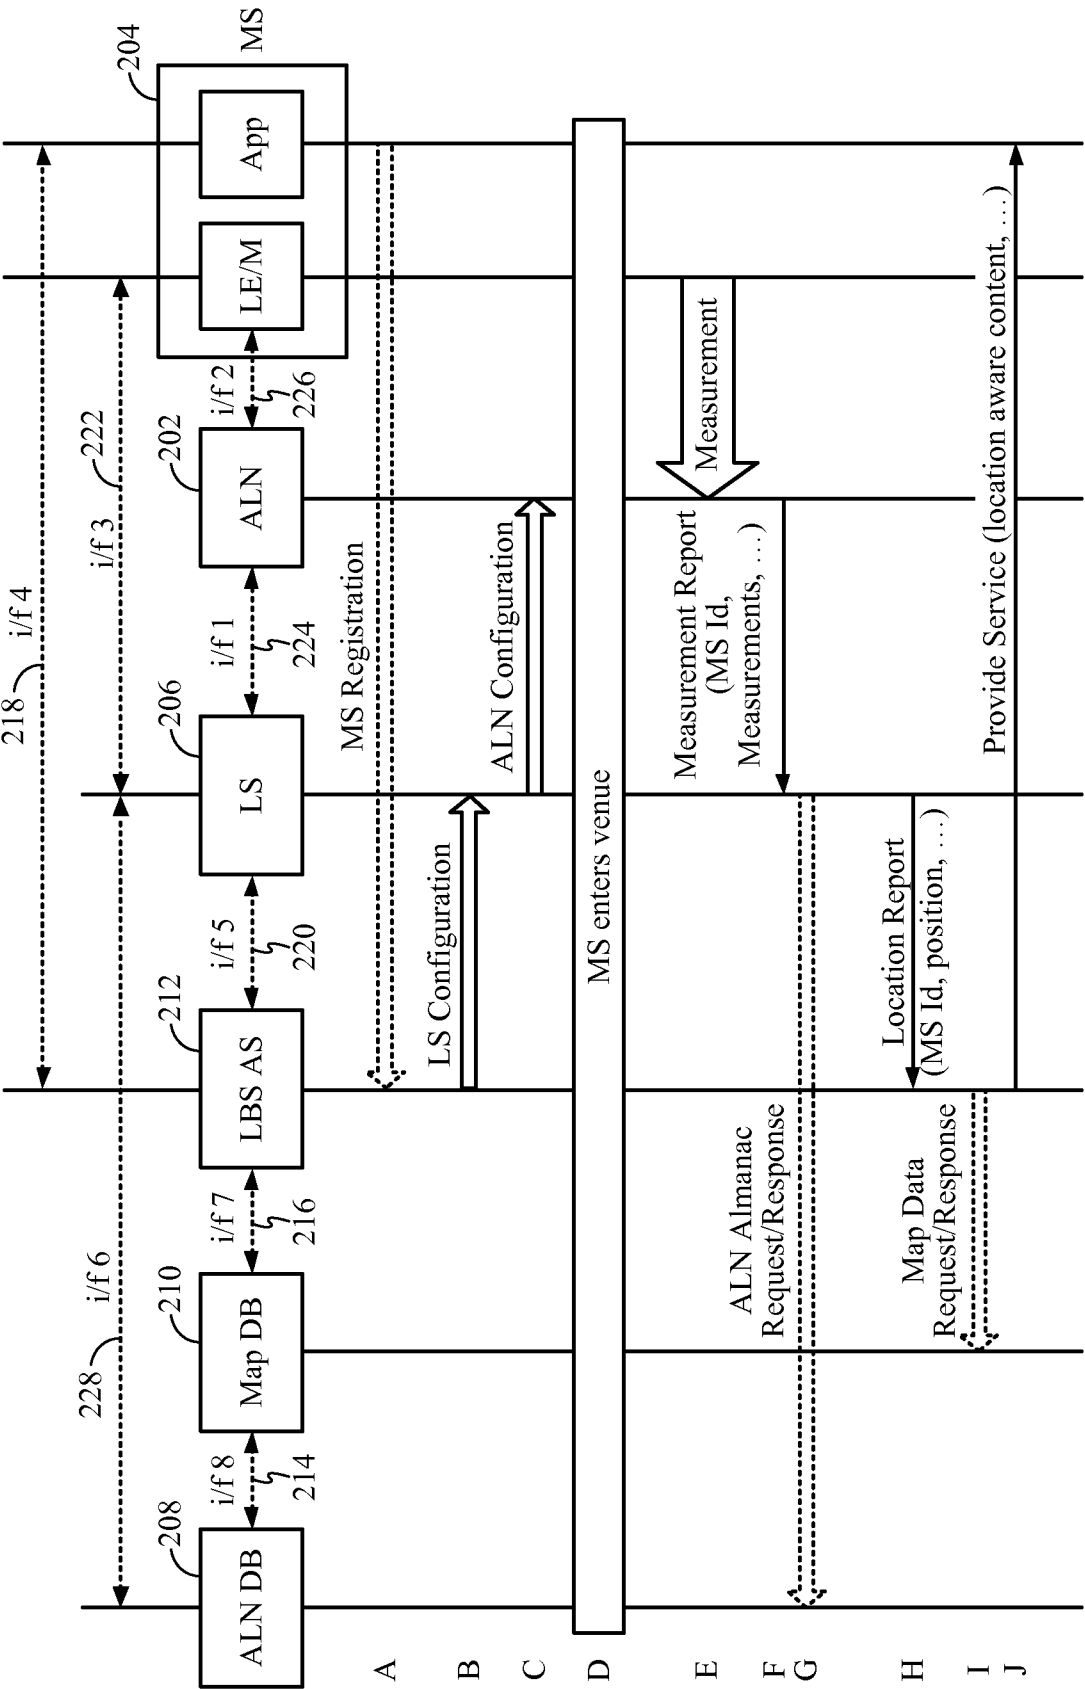 218
i/f 4
228
i/f 6
i/f 3
222
208
210
212
206
202
204
ALN DB
i/f 8
214
Map DB
i/f 7
216
LBS AS
i/f 5
220
LS
i/f 1
224
ALN
i/f 2
226
LE/M
App
MS
A
MS Registration
B
LS Configuration
C
ALN Configuration
D
MS enters venue
E
Measurement
F
Measurement Report
(MS Id,
Measurements, …)
G
ALN Almanac
Request/Response
H
Location Report
(MS Id, position, …)
I
Map Data
Request/Response
J
Provide Service (location aware content, …)